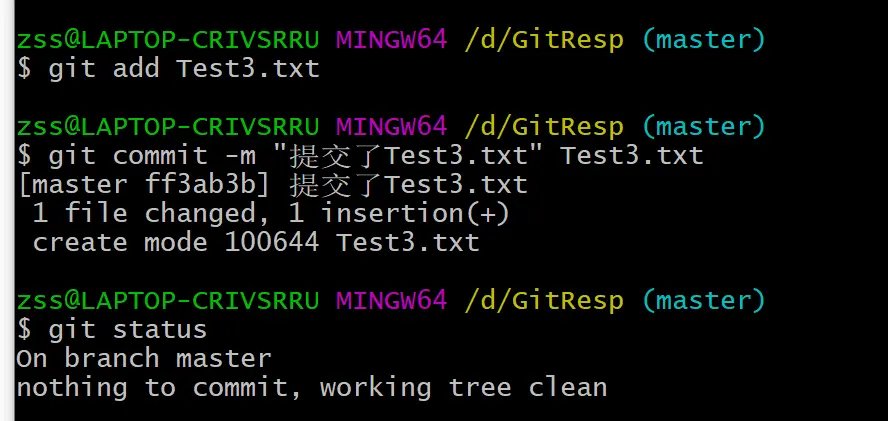 zss@LAPTOP-CRIVSRRU MINGW64 /d/GitResp (master)
$ git add Test3.txt
zss@LAPTOP-CRIVSRRU MINGW64 /d/GitResp (master)
$ git commit -m "提交了Test3.txt" Test3.txt
[master ff3ab3b] 提交了Test3.txt
 1 file changed, 1 insertion(+)
 create mode 100644 Test3.txt
zss@LAPTOP-CRIVSRRU MINGW64 /d/GitResp (master)
$ git status
On branch master
nothing to commit, working tree clean